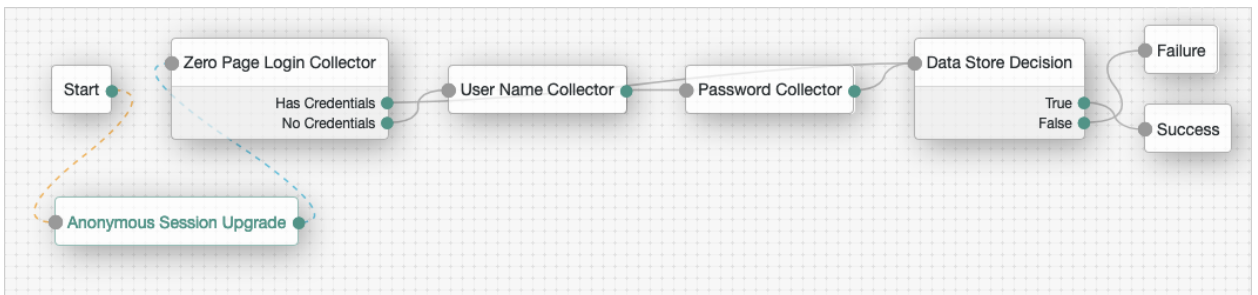 Start
Zero Page Login Collector
Has Credentials
No Credentials
User Name Collector
Password Collector
Data Store Decision
True
False
Failure
Success
Anonymous Session Upgrade